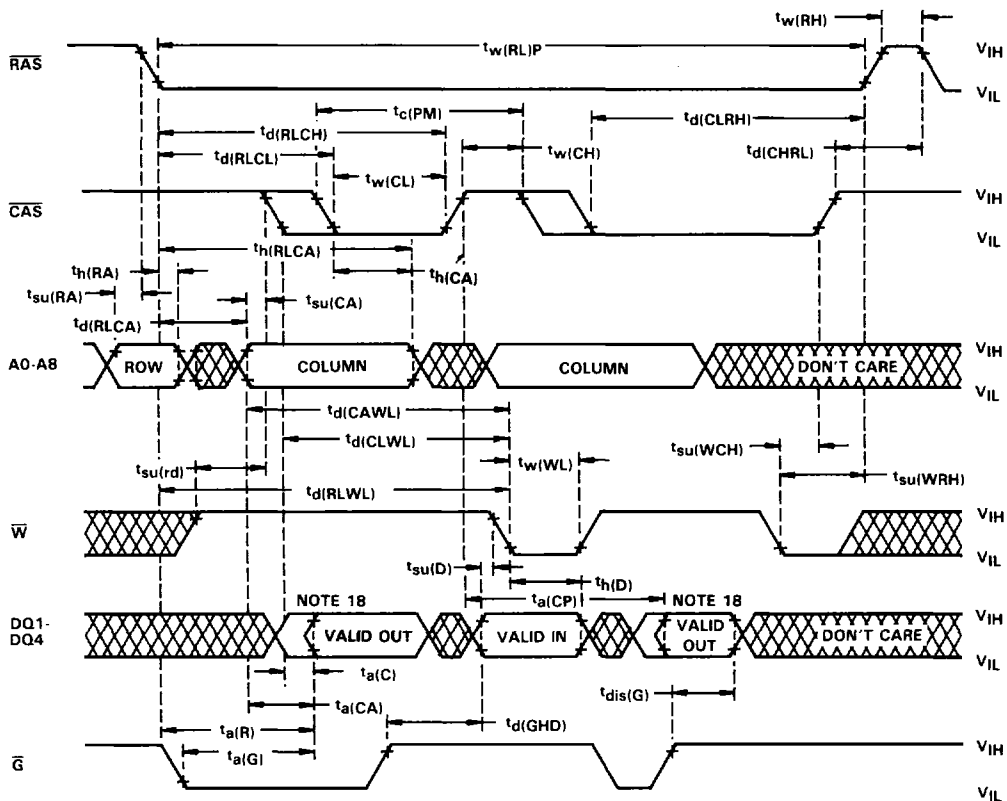 tw(RH)
tw(RL)P
RAS
VIH
VIL
tc(PM)
td(RLCH)
td(CLRH)
td(RLCL)
tw(CH)
td(CHRL)
tw(CL)
CAS
VIH
VIL
th(RLCA)
th(RA)
th(CA)
tsu(RA)
tsu(CA)
td(RLCA)
A0-A8
ROW
COLUMN
COLUMN
DON'T CARE
VIH
VIL
td(CAWL)
td(CLWL)
tsu(rd)
tw(WL)
tsu(WCH)
tsu(WRH)
td(RLWL)
W
VIH
VIL
tsu(D)
th(D)
ta(CP)
NOTE 18
NOTE 18
DQ1-
DQ4
VALID OUT
VALID IN
VALID
OUT
DON'T CARE
VIH
VIL
ta(C)
tdis(G)
ta(CA)
td(GHD)
ta(R)
ta(G)
G
VIH
VIL